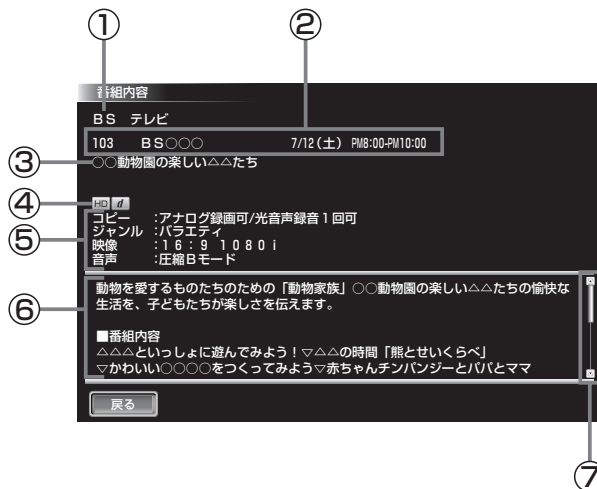 ① ②
番組内容
BS テレビ
103 BS○○○ 7/12(土) PM8:00-PM10:00
③ ○○動物園の楽しい△△たち
④ HD d
⑤ コピー :アナログ録画可/光音声録音1回可
ジャンル :バラエティ
映像 :16:9 1080i
音声 :圧縮Bモード
⑥ 動物を愛するものたちのための「動物家族」○○動物園の楽しい△△たちの愉快な
生活を、子どもたちが楽しさを伝えます。
■番組内容
△△△といっしょに遊んでみよう!▽△△の時間「熊とせいくらべ」
▽かわいい○○○○をつくってみよう▽赤ちゃんチンパンジーとパパとママ
戻る
⑦